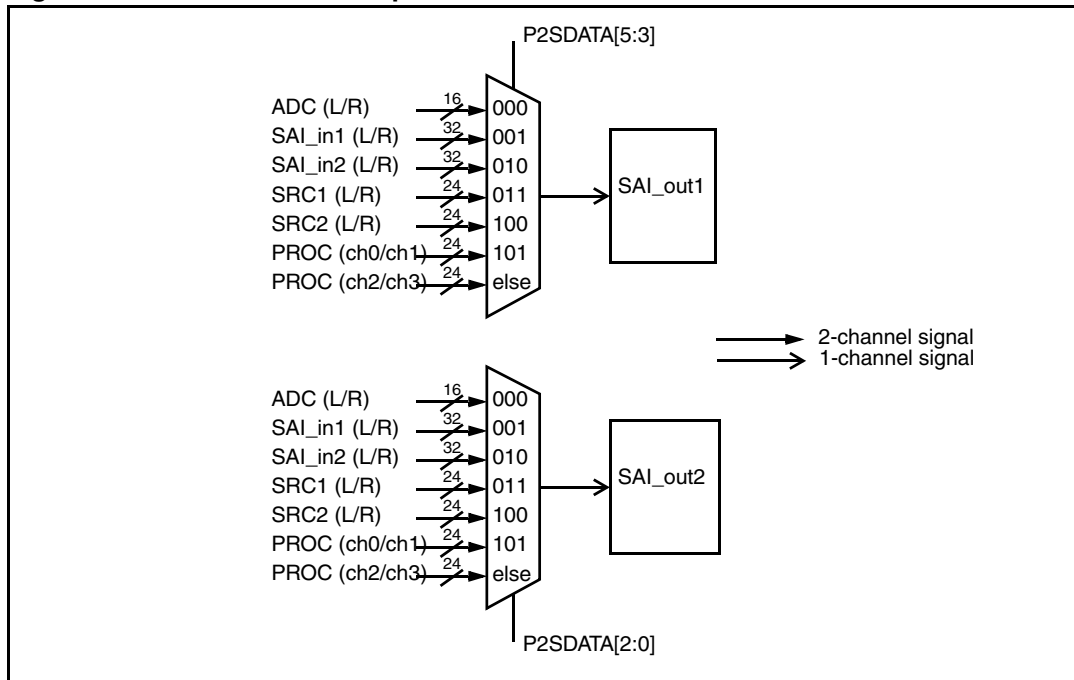 P2SDATA[5:3]
ADC (L/R) 16 000
SAI_in1 (L/R) 32 001
SAI_in2 (L/R) 32 010
SRC1 (L/R) 24 011
SRC2 (L/R) 24 100
PROC (ch0/ch1) 24 101
PROC (ch2/ch3) 24 else
SAI_out1
2-channel signal
1-channel signal
ADC (L/R) 16 000
SAI_in1 (L/R) 32 001
SAI_in2 (L/R) 32 010
SRC1 (L/R) 24 011
SRC2 (L/R) 24 100
PROC (ch0/ch1) 24 101
PROC (ch2/ch3) 24 else
SAI_out2
P2SDATA[2:0]